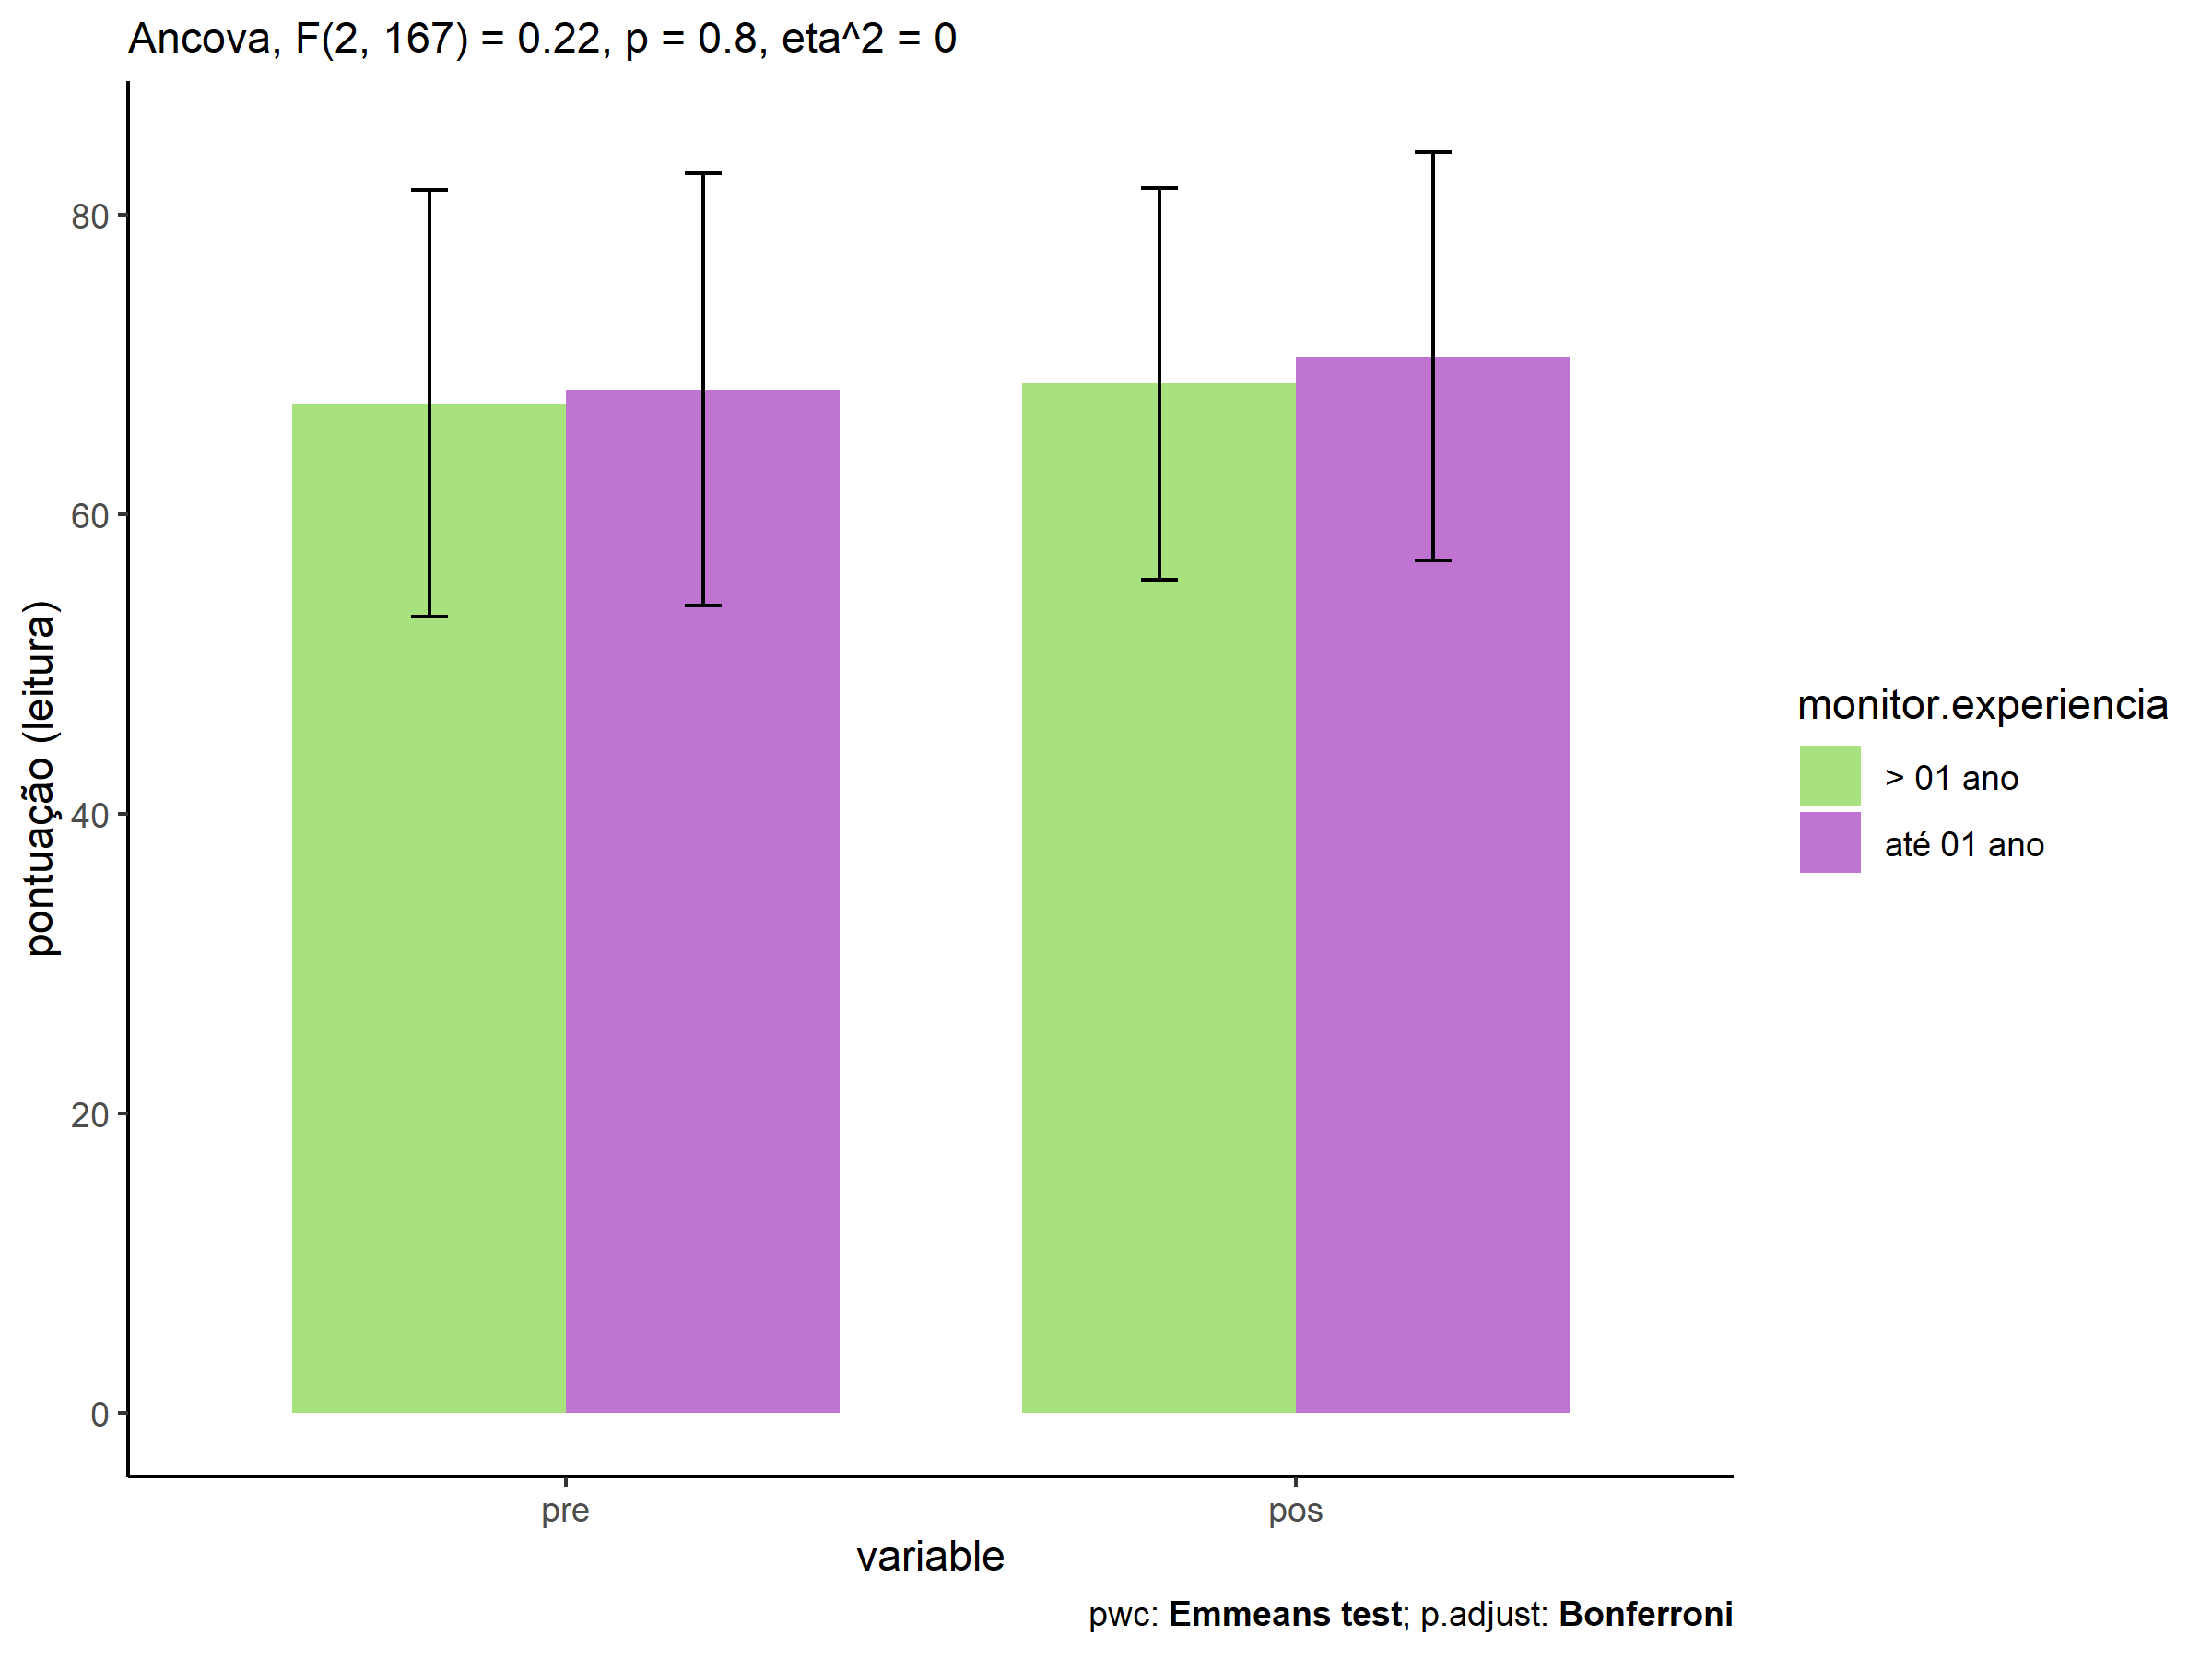 Ancova, F(2, 167) = 0.22, p = 0.8, eta^2 = 0
pontuação (leitura)
80
60
40
20
0
pre
pos
variable
monitor.experiencia
> 01 ano
até 01 ano
pwc: Emmeans test; p.adjust: Bonferroni